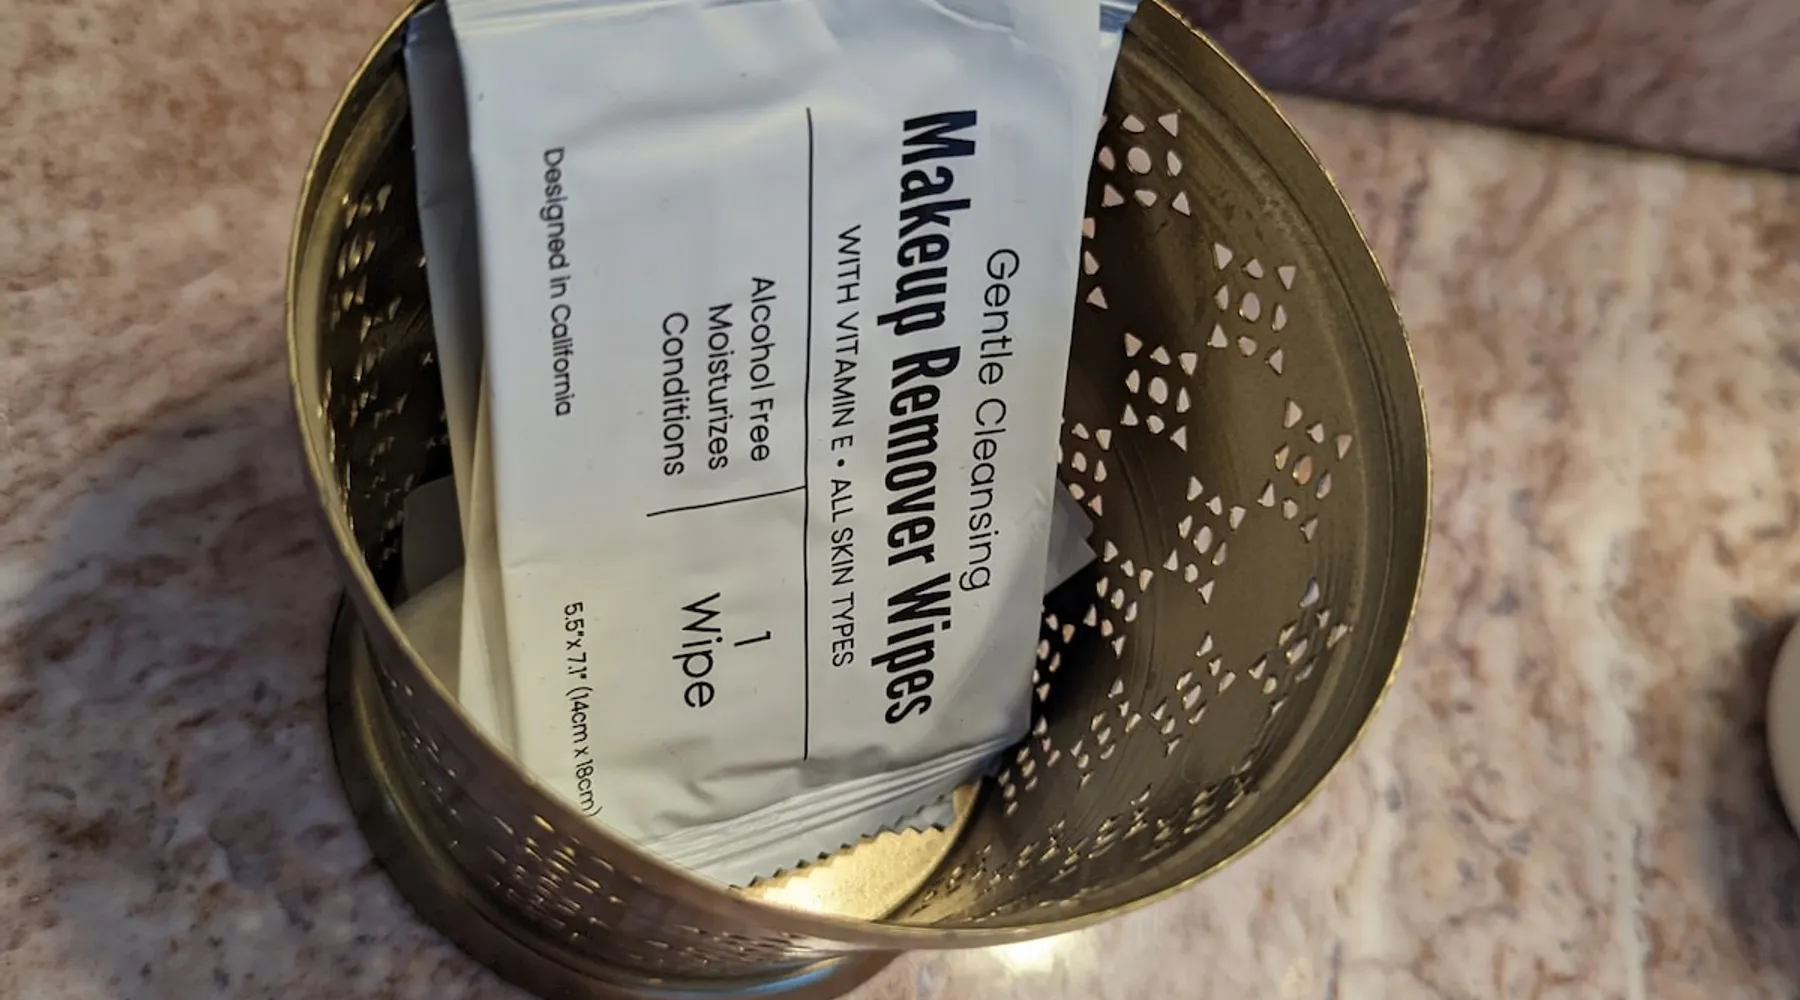 Gentle Cleansing
Makeup Remover Wipes
WITH VITAMIN E • ALL SKIN TYPES
Alcohol Free
Moisturizes
Conditions
1
Wipe
Designed in California
5.5"x 7.1" (14cm x 18cm)